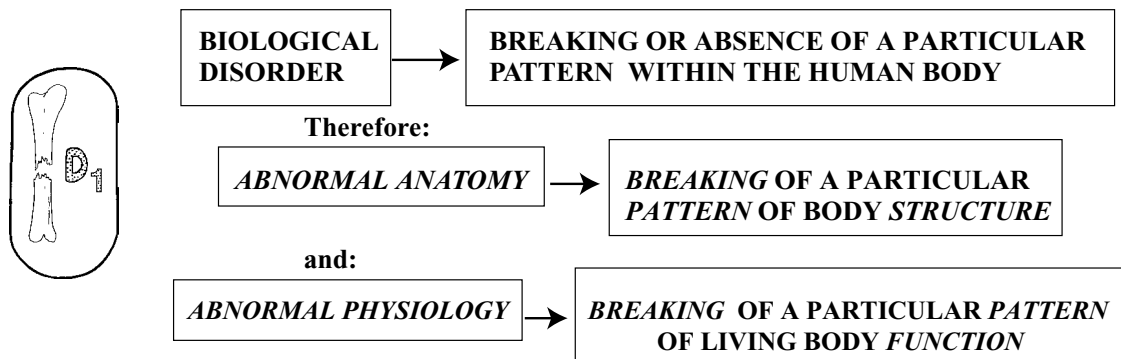 BIOLOGICAL
DISORDER
BREAKING OR ABSENCE OF A PARTICULAR
PATTERN WITHIN THE HUMAN BODY
Therefore:
ABNORMAL ANATOMY
BREAKING OF A PARTICULAR
PATTERN OF BODY STRUCTURE
D1
and:
ABNORMAL PHYSIOLOGY
BREAKING OF A PARTICULAR PATTERN
OF LIVING BODY FUNCTION